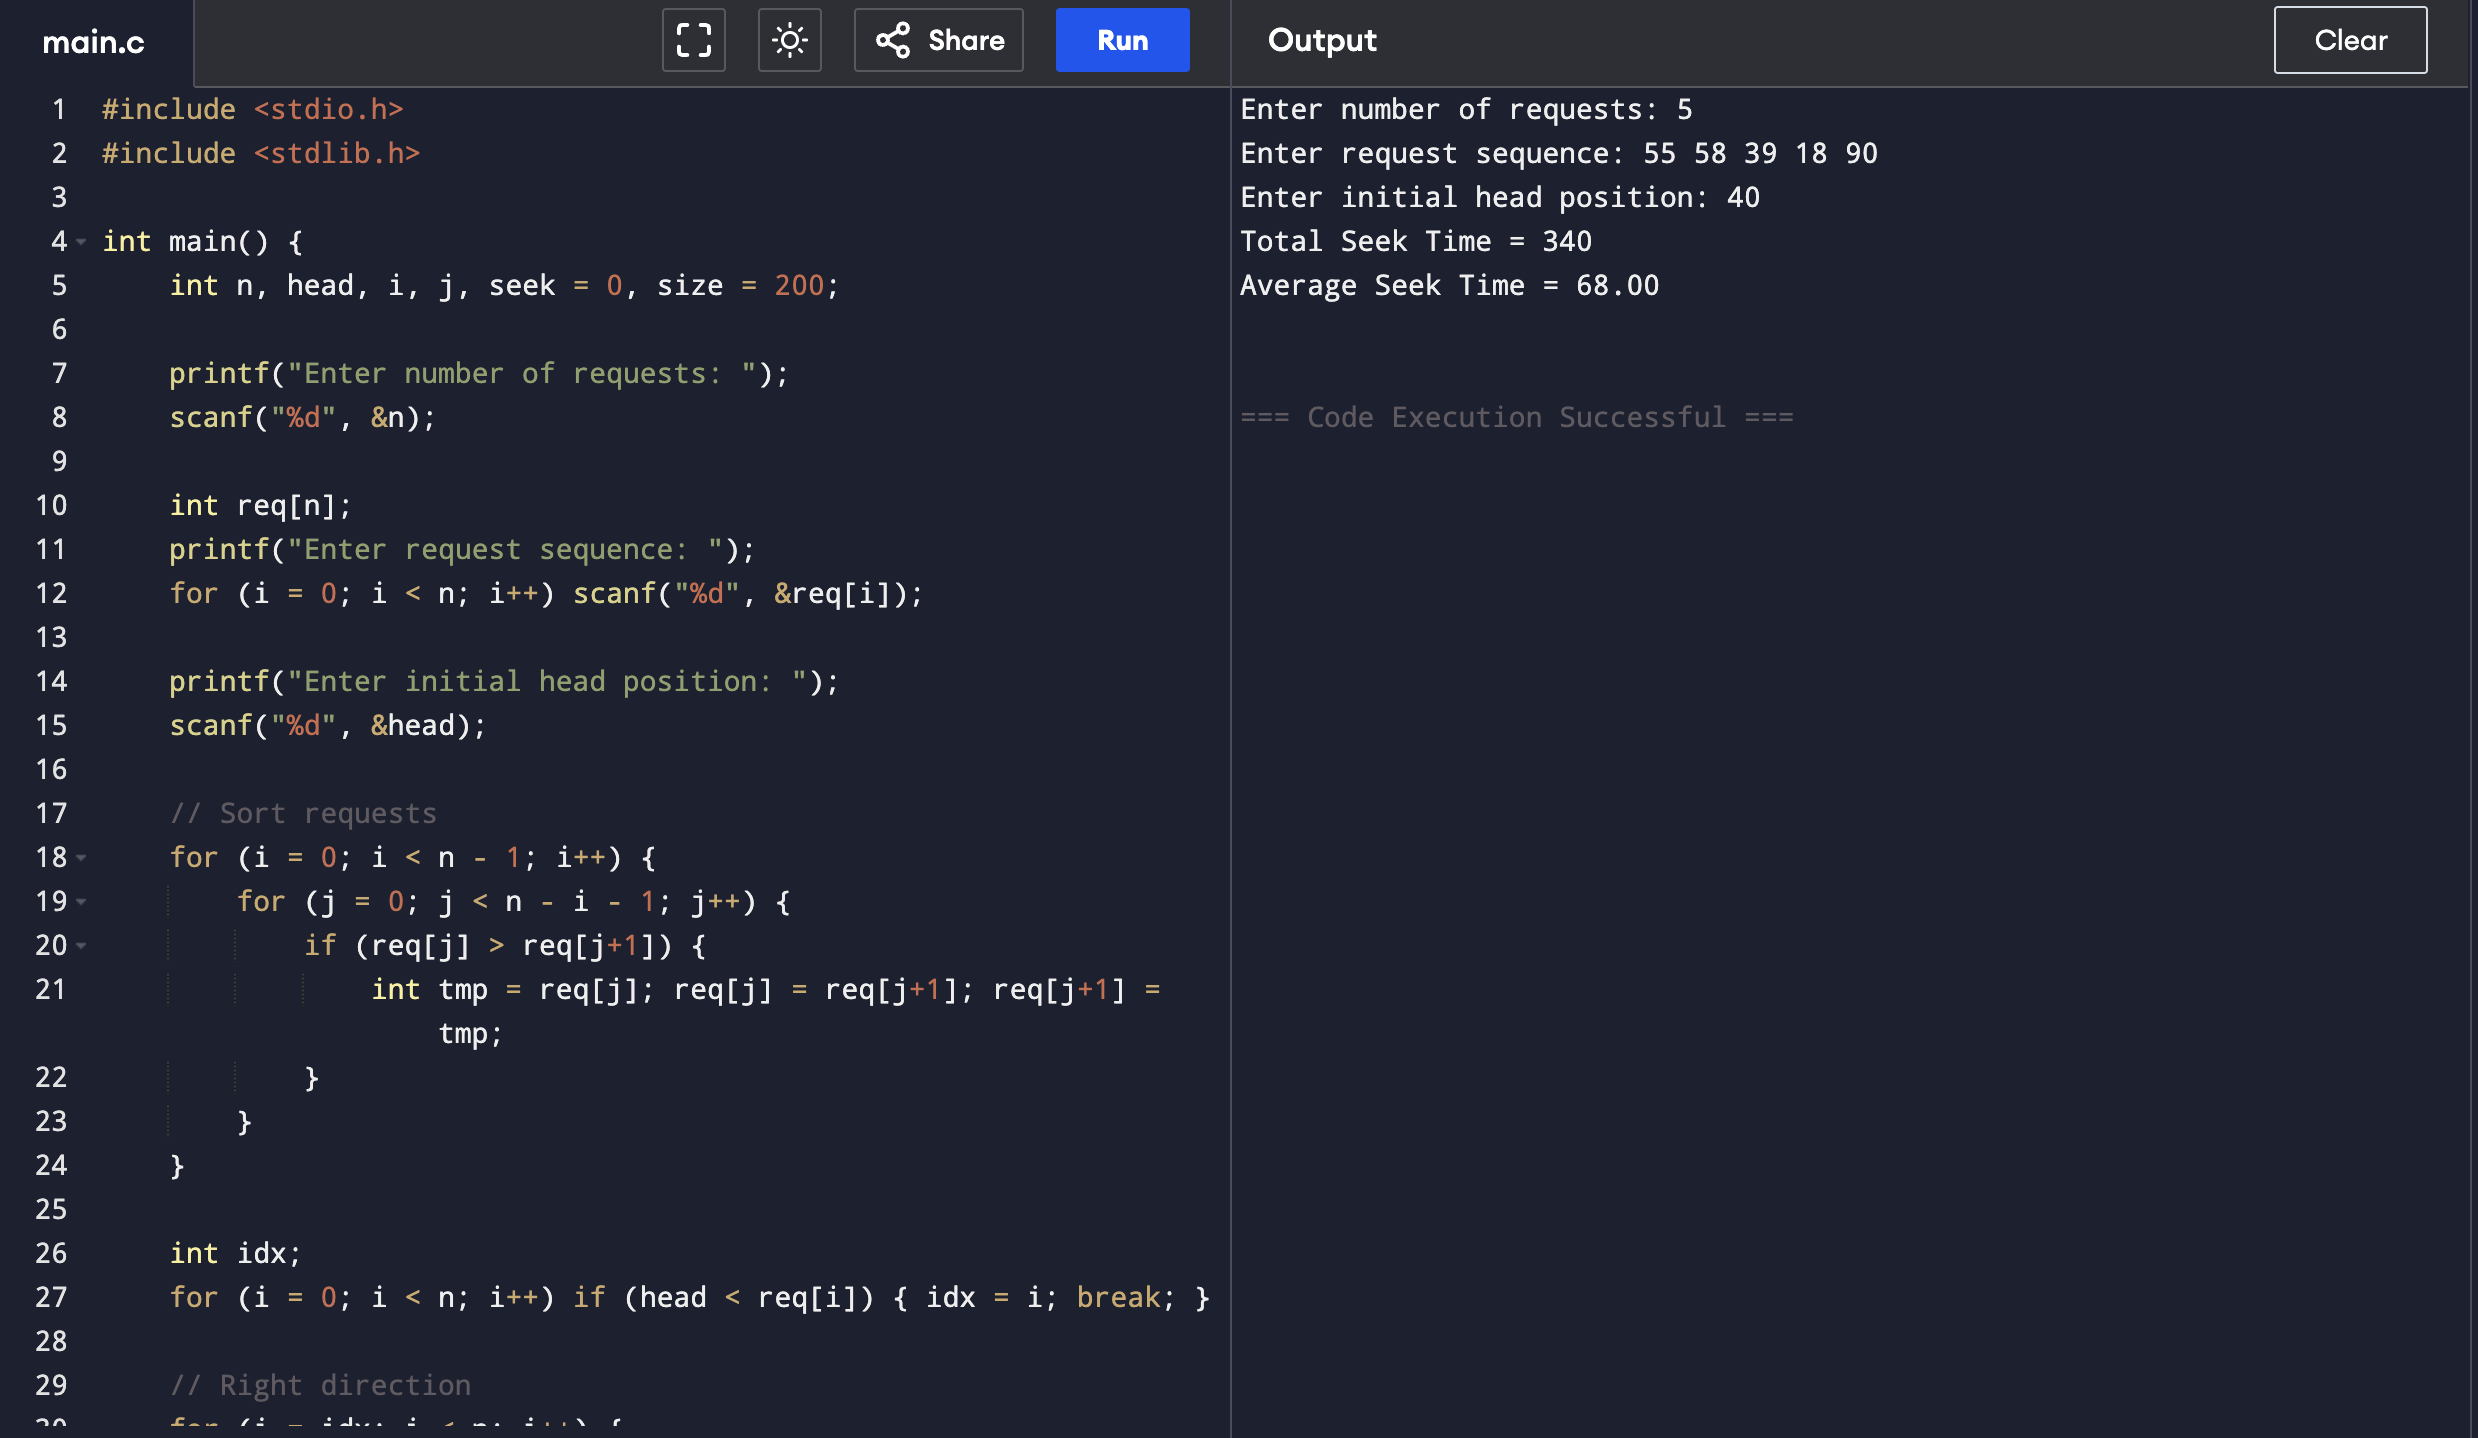 main.c
Share
Run
Output
Clear
1 #include <stdio.h>
2 #include <stdlib.h>
3
4 int main() {
5     int n, head, i, j, seek = 0, size = 200;
6
7     printf("Enter number of requests: ");
8     scanf("%d", &n);
9
10     int req[n];
11     printf("Enter request sequence: ");
12     for (i = 0; i < n; i++) scanf("%d", &req[i]);
13
14     printf("Enter initial head position: ");
15     scanf("%d", &head);
16
17     // Sort requests
18     for (i = 0; i < n - 1; i++) {
19         for (j = 0; j < n - i - 1; j++) {
20             if (req[j] > req[j+1]) {
21                 int tmp = req[j]; req[j] = req[j+1]; req[j+1] =
                    tmp;
22             }
23         }
24     }
25
26     int idx;
27     for (i = 0; i < n; i++) if (head < req[i]) { idx = i; break; }
28
29     // Right direction
30     for (i = idx; i < n; i++) {
Enter number of requests: 5
Enter request sequence: 55 58 39 18 90
Enter initial head position: 40
Total Seek Time = 340
Average Seek Time = 68.00
=== Code Execution Successful ===